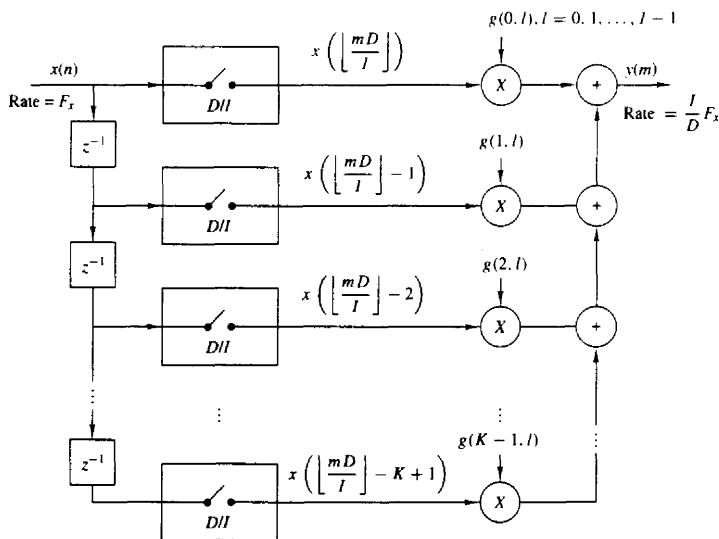 g(0, l), l = 0, 1, . . . , I − 1
x(n)
x(⌊mD/I⌋)
y(m)
Rate = F_x
D/I
X
+
Rate = I/D F_x
z⁻¹
g(1, l)
x(⌊mD/I⌋ − 1)
D/I
X
+
z⁻¹
g(2, l)
x(⌊mD/I⌋ − 2)
D/I
X
+
g(K − 1, l)
z⁻¹
x(⌊mD/I⌋ − K + 1)
D/I
X